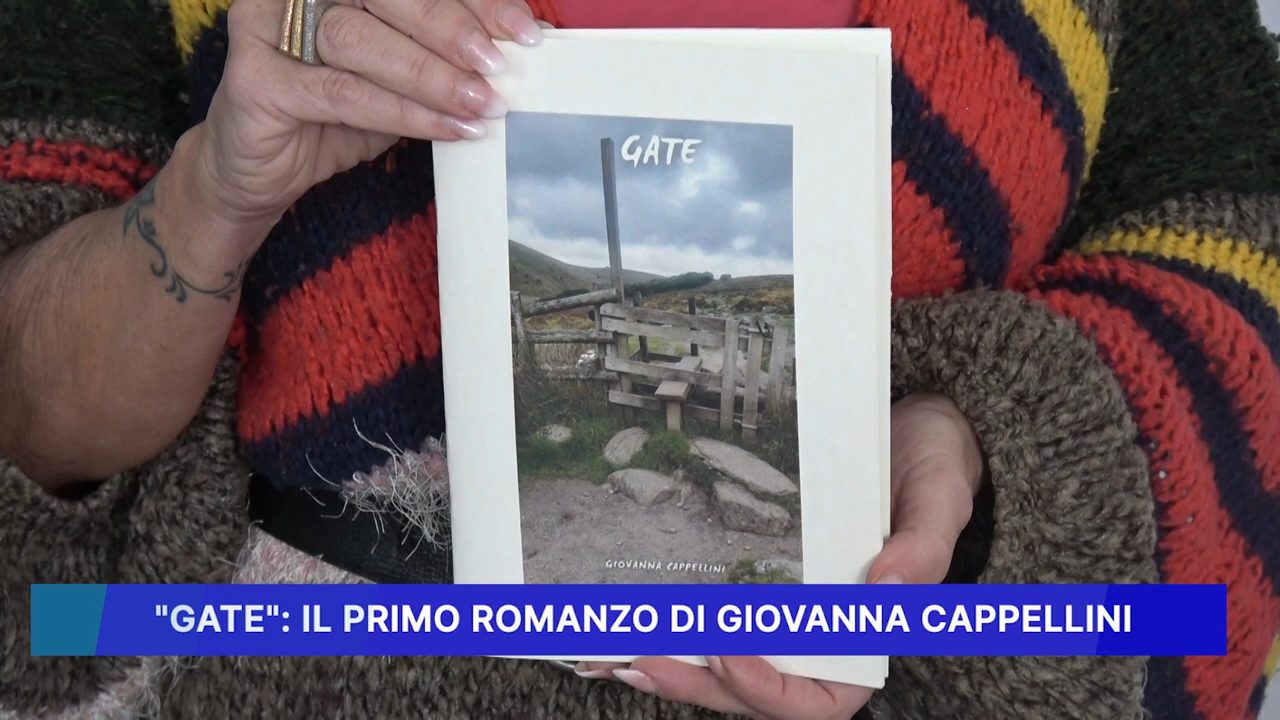 GATE
GIOVANNA CAPPELLINI
"GATE": IL PRIMO ROMANZO DI GIOVANNA CAPPELLINI